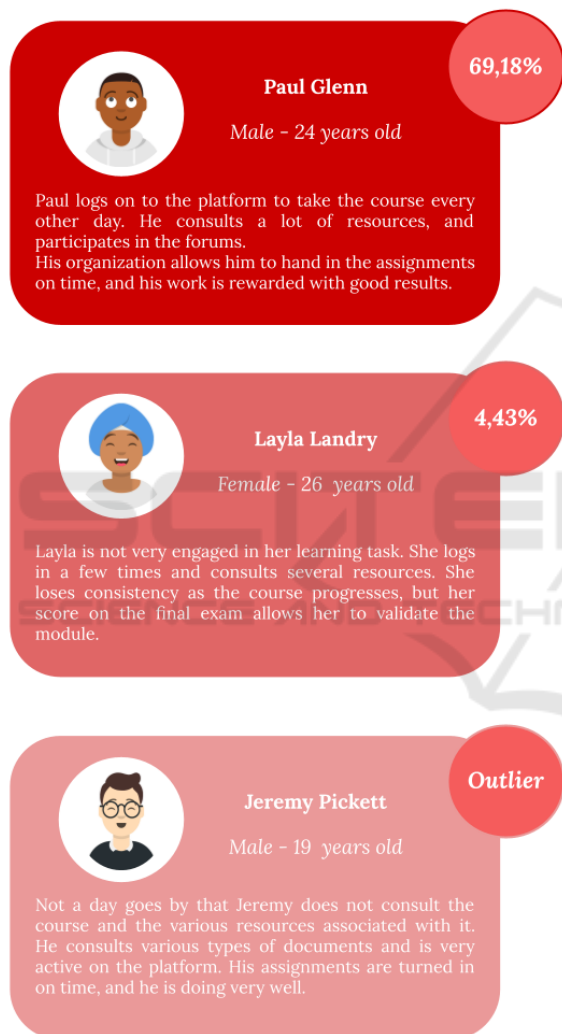 69,18%
Paul Glenn
Male - 24 years old
Paul logs on to the platform to take the course every
other day. He consults a lot of resources, and
participates in the forums.
His organization allows him to hand in the assignments
on time, and his work is rewarded with good results.
4,43%
Layla Landry
Female - 26 years old
Layla is not very engaged in her learning task. She logs
in a few times and consults several resources. She
loses consistency as the course progresses, but her
score on the final exam allows her to validate the
module.
Outlier
Jeremy Pickett
Male - 19 years old
Not a day goes by that Jeremy does not consult the
course and the various resources associated with it.
He consults various types of documents and is very
active on the platform. His assignments are turned in
on time, and he is doing very well.